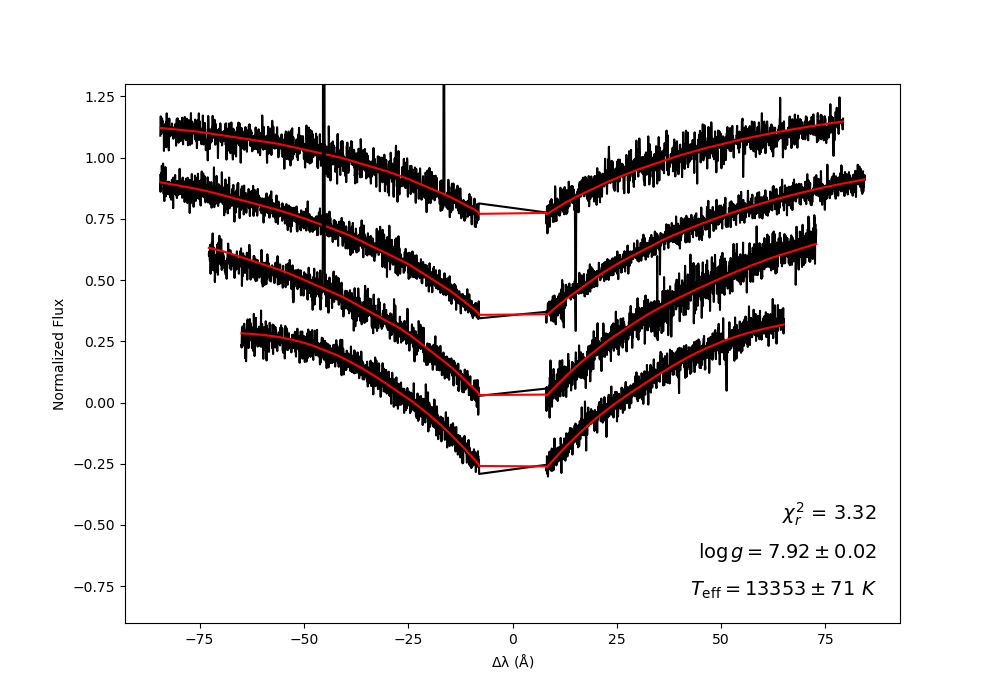 1.25
1.00
0.75
0.50
0.25
0.00
−0.25
−0.50
−0.75
Normalized Flux
χ²ᵣ = 3.32
log g = 7.92 ± 0.02
T_eff = 13353 ± 71 K
−75 −50 −25 0 25 50 75
Δλ (Å)